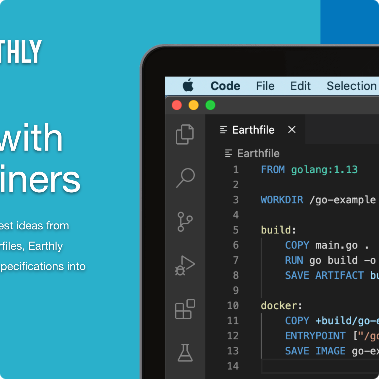 THLY
with
iners
est ideas from
files, Earthly
pecifications into
Code File Edit Selection
Earthfile ×
Earthfile
1 FROM golang:1.13
2
3 WORKDIR /go-example
4
5 build:
6 COPY main.go .
7 RUN go build -o
8 SAVE ARTIFACT bu
9
10 docker:
11 COPY +build/go-e
12 ENTRYPOINT ["/go
13 SAVE IMAGE go-ex
14